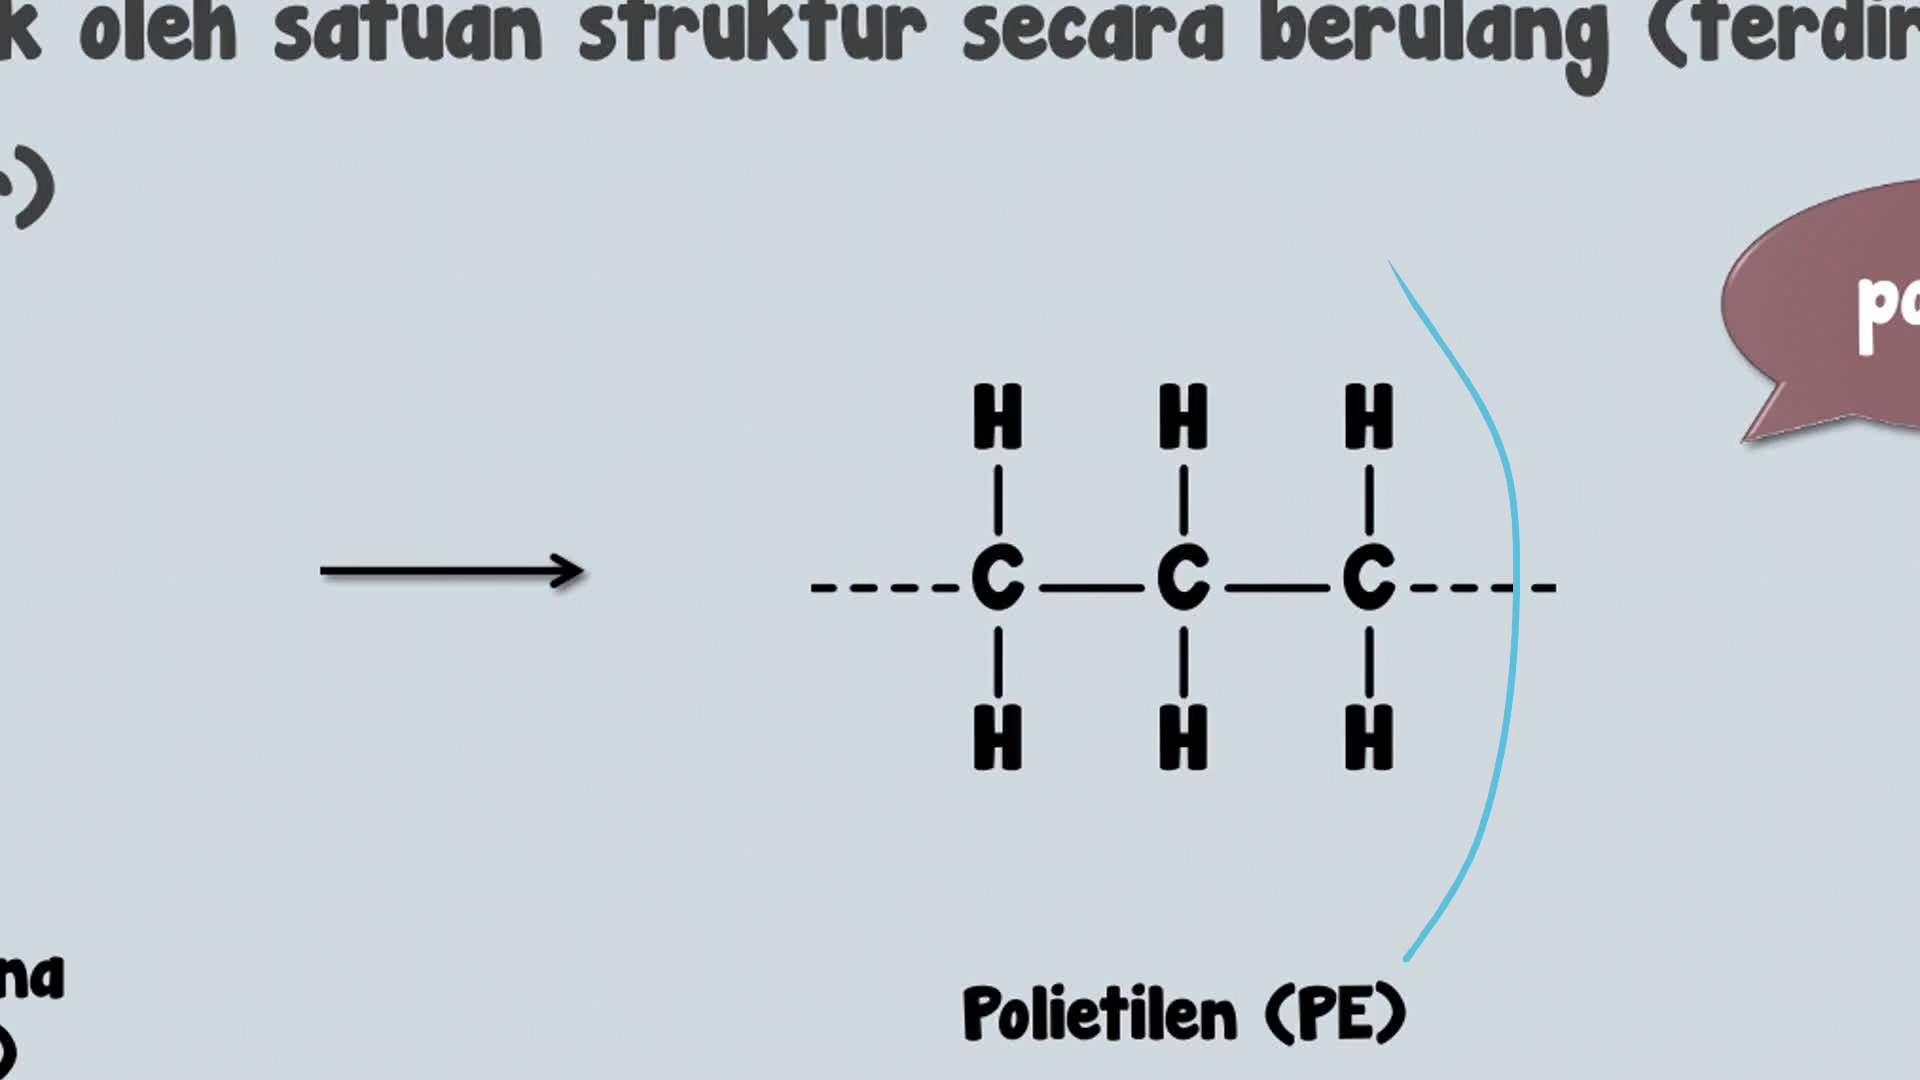 oleh satuan struktur secara berulang
H H H
C C C
H H H
Polietilen (PE)